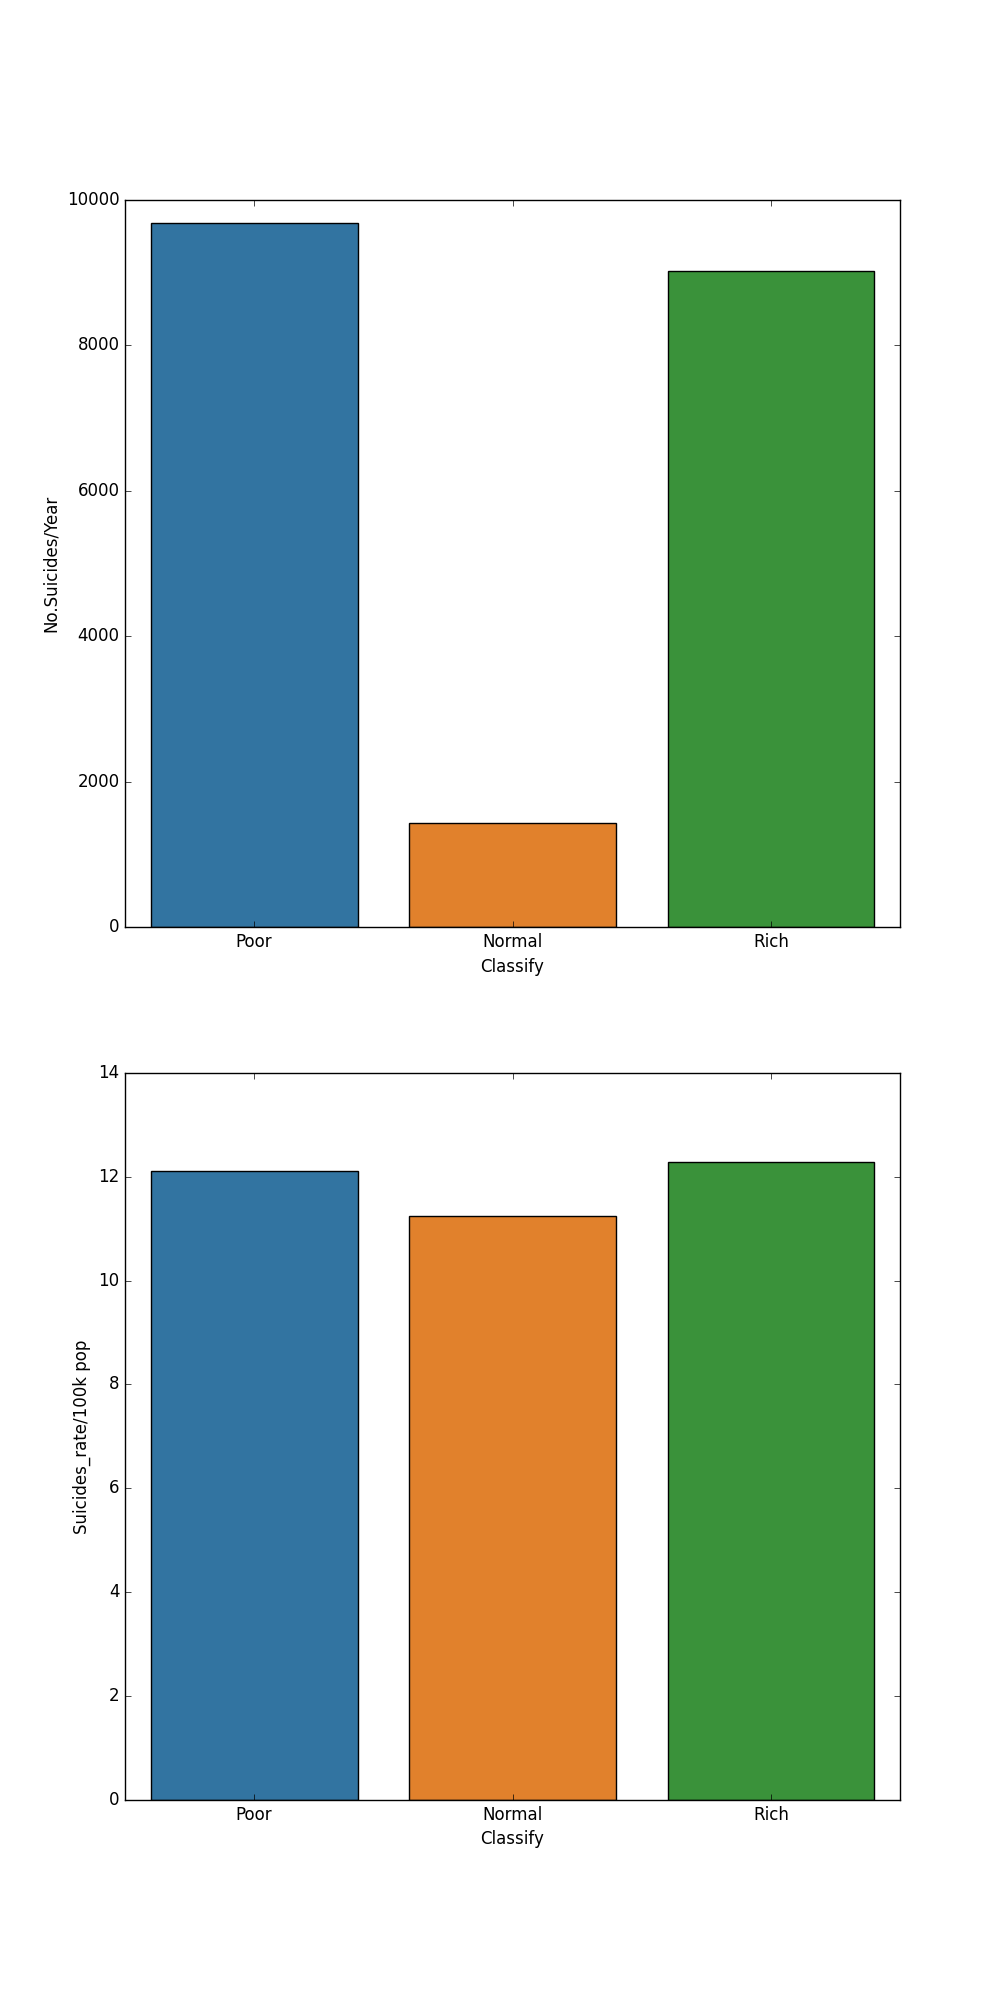 10000
8000
6000
4000
2000
0
No.Suicides/Year
Poor Normal Rich
Classify
14
12
10
8
6
4
2
0
Suicides_rate/100k pop
Poor Normal Rich
Classify